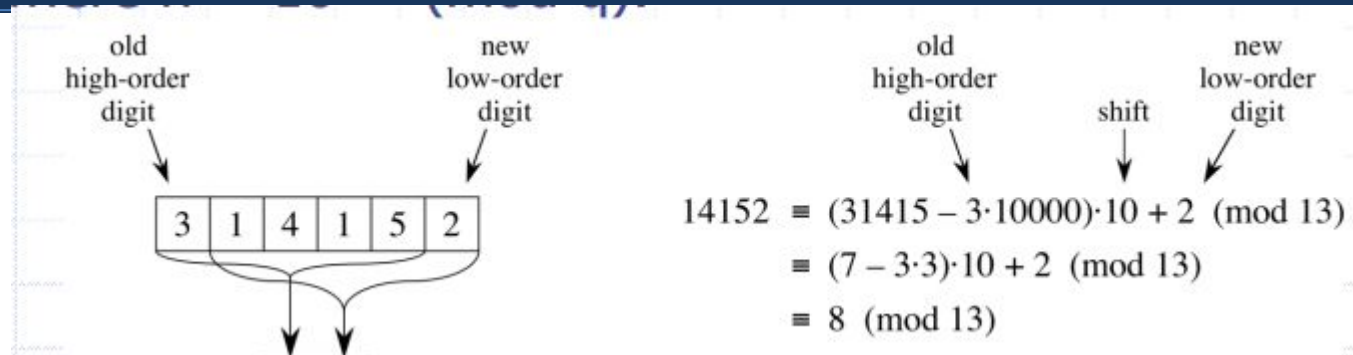 old
high-order
digit
new
low-order
digit
3 1 4 1 5 2
old
high-order
digit
shift
new
low-order
digit
14152 ≡ (31415 – 3·10000)·10 + 2 (mod 13)
≡ (7 – 3·3)·10 + 2 (mod 13)
≡ 8 (mod 13)